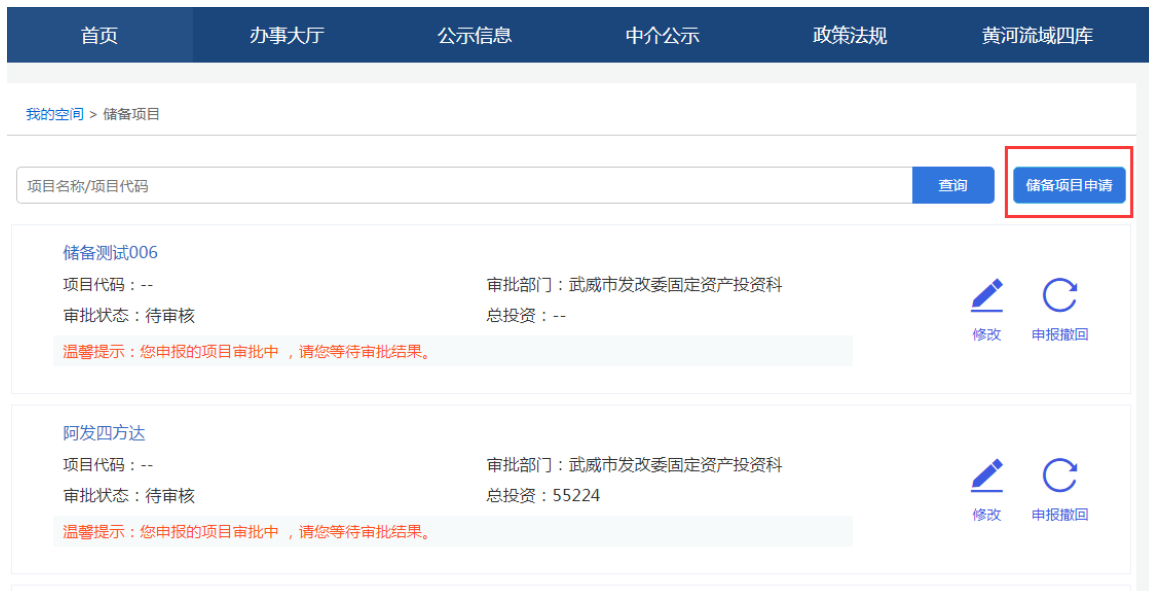 首页 办事大厅 公示信息 中介公示 政策法规 黄河流域四库
我的空间 > 储备项目
项目名称/项目代码 查询 储备项目申请
储备测试006
项目代码：-- 审批部门：武威市发改委固定资产投资科
审批状态：待审核 总投资：--
修改 申报撤回
温馨提示：您申报的项目审批中 ，请您等待审批结果。
阿发四方达
项目代码：-- 审批部门：武威市发改委固定资产投资科
审批状态：待审核 总投资：55224
修改 申报撤回
温馨提示：您申报的项目审批中 ，请您等待审批结果。